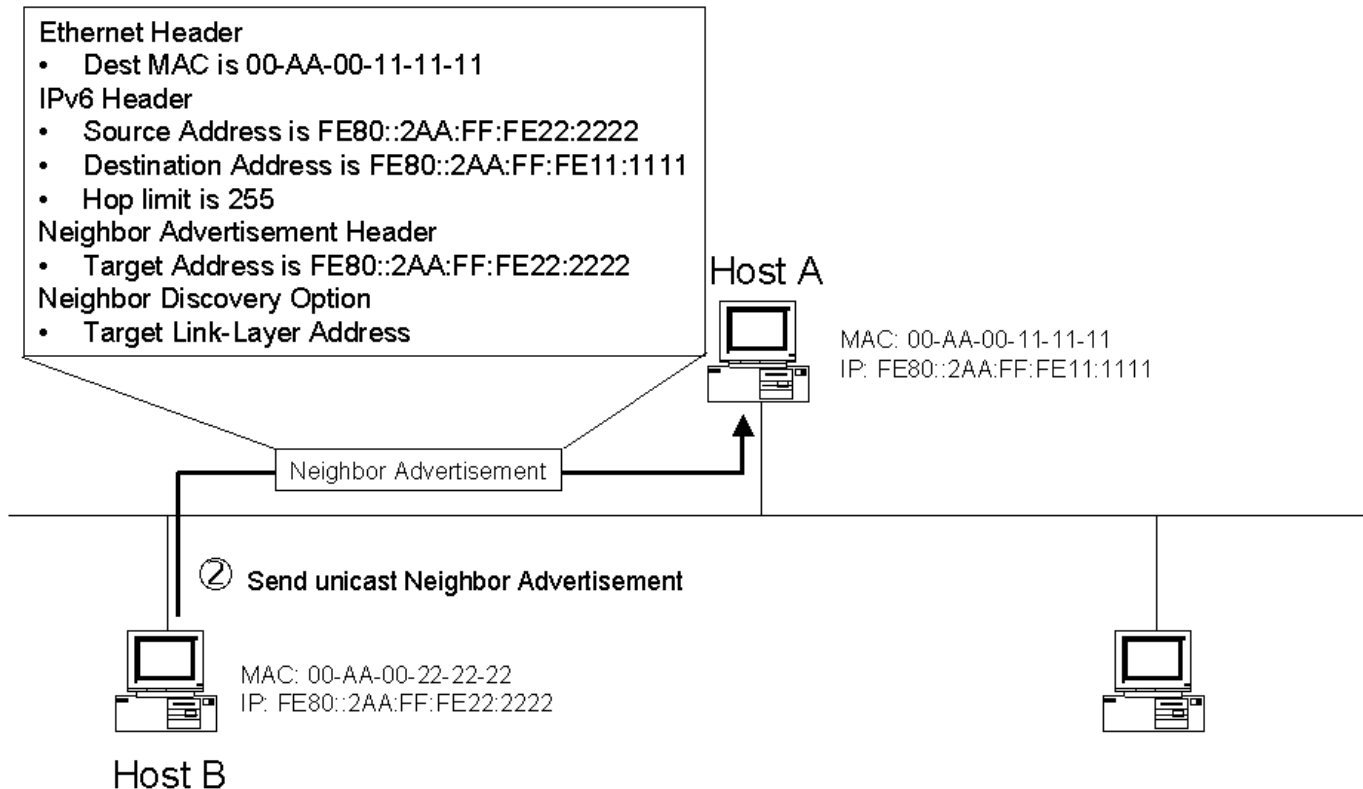 Ethernet Header
• Dest MAC is 00-AA-00-11-11-11
IPv6 Header
• Source Address is FE80::2AA:FF:FE22:2222
• Destination Address is FE80::2AA:FF:FE11:1111
• Hop limit is 255
Neighbor Advertisement Header
• Target Address is FE80::2AA:FF:FE22:2222
Neighbor Discovery Option
• Target Link-Layer Address
Host A
MAC: 00-AA-00-11-11-11
IP: FE80::2AA:FF:FE11:1111
Neighbor Advertisement
② Send unicast Neighbor Advertisement
MAC: 00-AA-00-22-22-22
IP: FE80::2AA:FF:FE22:2222
Host B